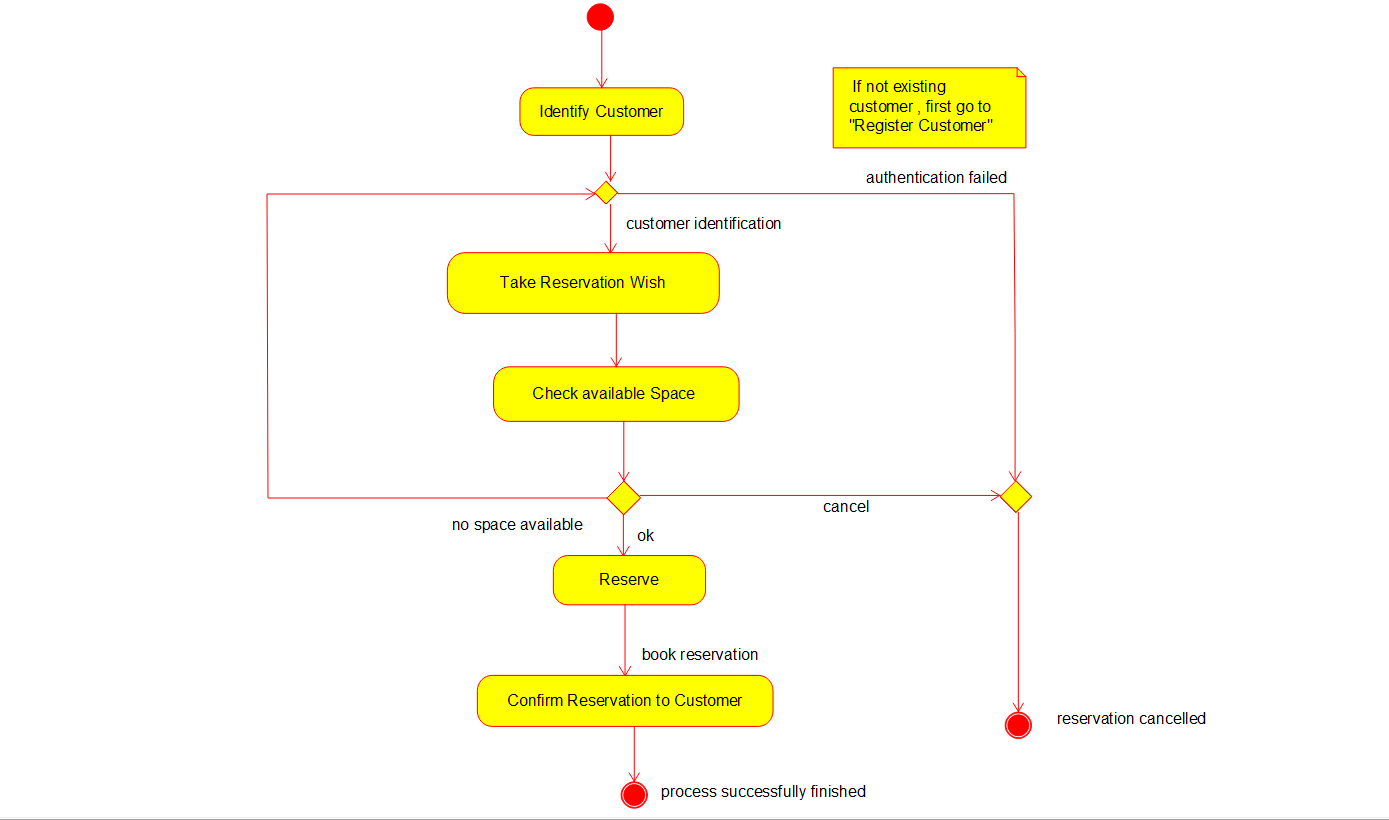 Identify Customer
If not existing
customer , first go to
"Register Customer"
authentication failed
customer identification
Take Reservation Wish
Check available Space
cancel
no space available
ok
Reserve
book reservation
Confirm Reservation to Customer
reservation cancelled
process successfully finished